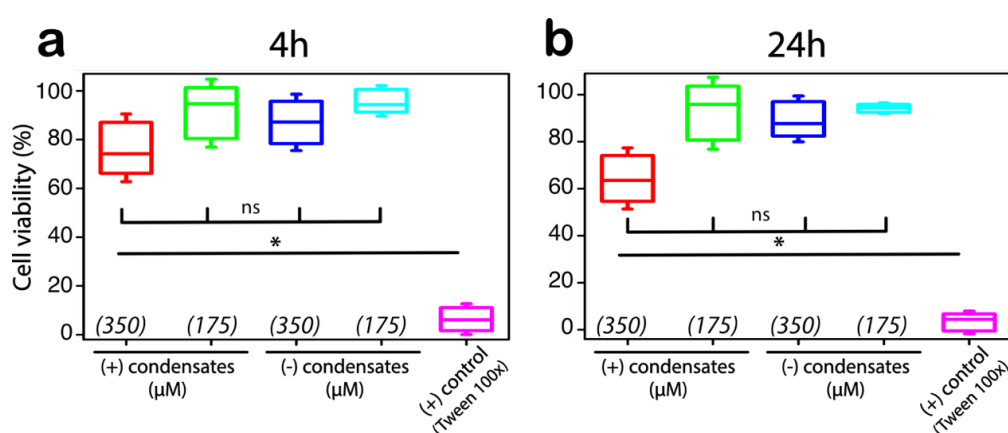 a
4h
Cell viability (%)
100
80
60
40
20
0
ns
*
(350) (175) (350) (175)
(+) condensates
(µM)
(-) condensates
(µM)
(+) control
(Tween 100x)
b
24h
100
80
60
40
20
0
ns
*
(350) (175) (350) (175)
(+) condensates
(µM)
(-) condensates
(µM)
(+) control
(Tween 100x)